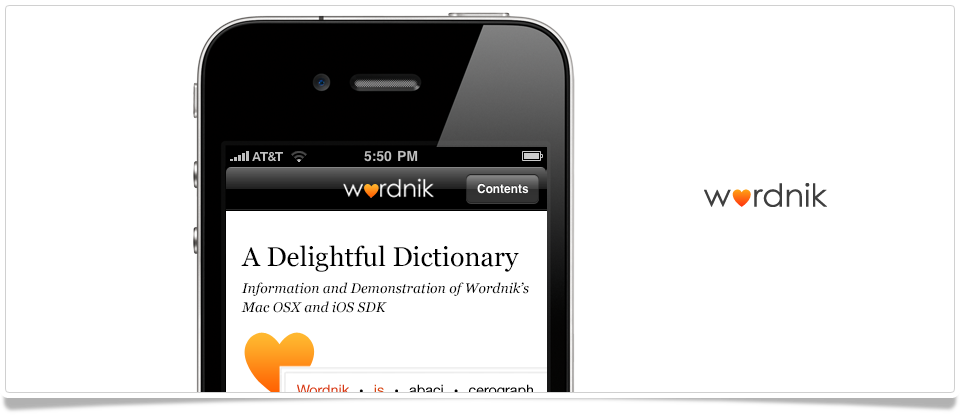 AT&T 5:50 PM
wordnik Contents
wordnik
A Delightful Dictionary
Information and Demonstration of Wordnik's
Mac OSX and iOS SDK
Wordnik • is • abaci • cerograph